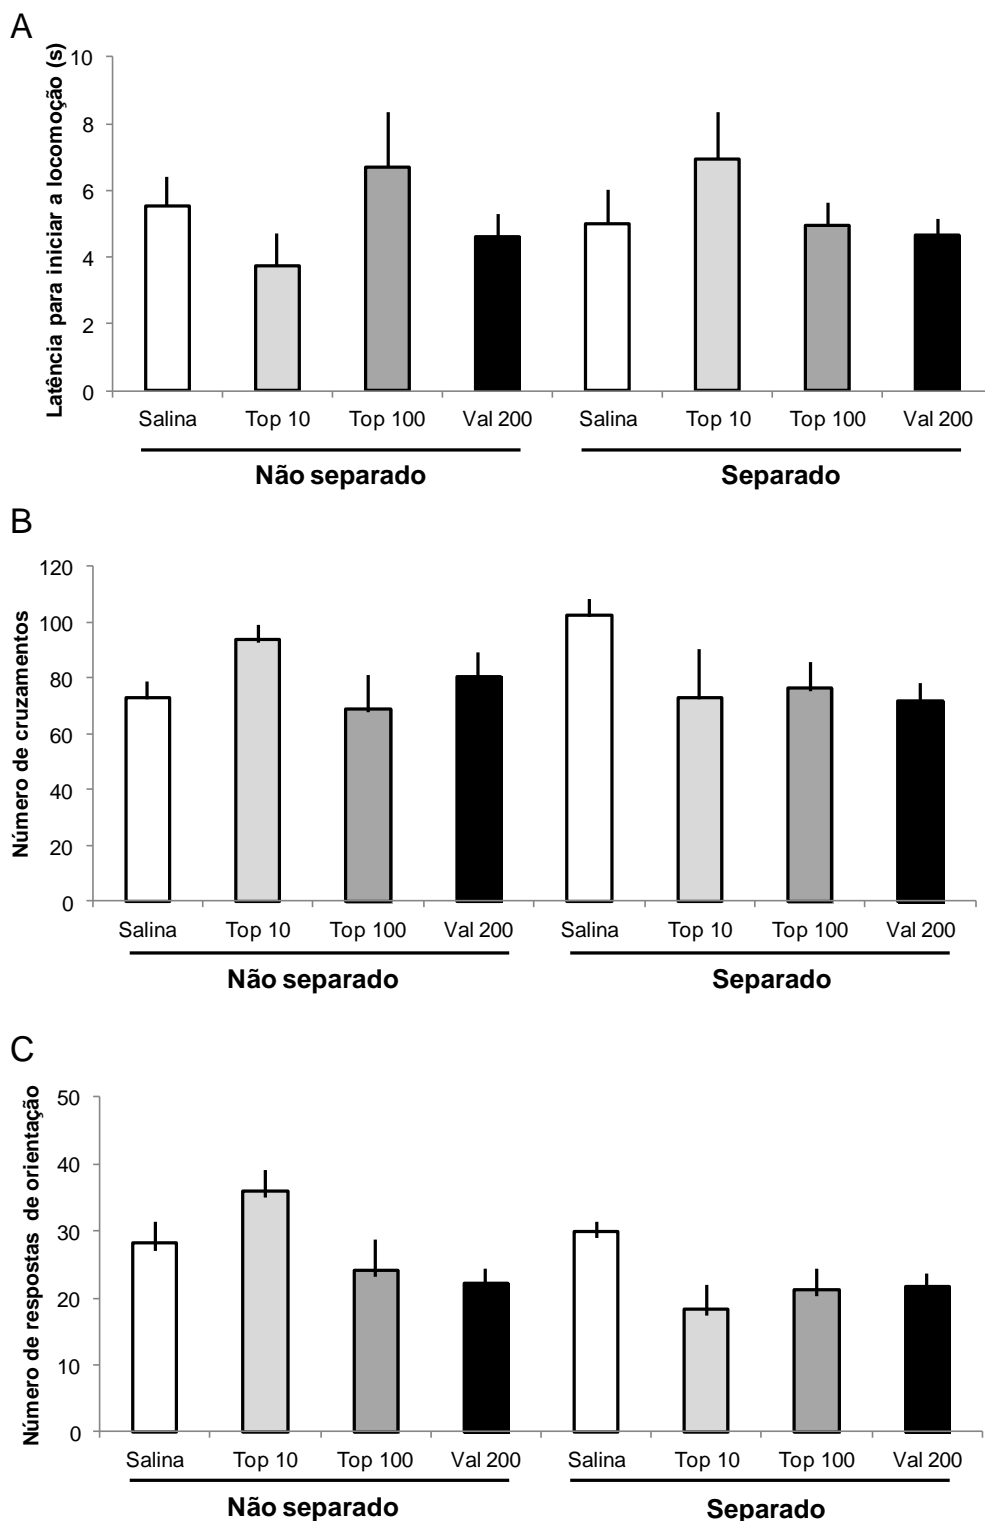 A
Latência para iniciar a locomoção (s)
10
8
6
4
2
0
Salina Top 10 Top 100 Val 200 Salina Top 10 Top 100 Val 200
Não separado Separado
B
Número de cruzamentos
120
100
80
60
40
20
0
Salina Top 10 Top 100 Val 200 Salina Top 10 Top 100 Val 200
Não separado Separado
C
Número de respostas de orientação
50
40
30
20
10
0
Salina Top 10 Top 100 Val 200 Salina Top 10 Top 100 Val 200
Não separado Separado